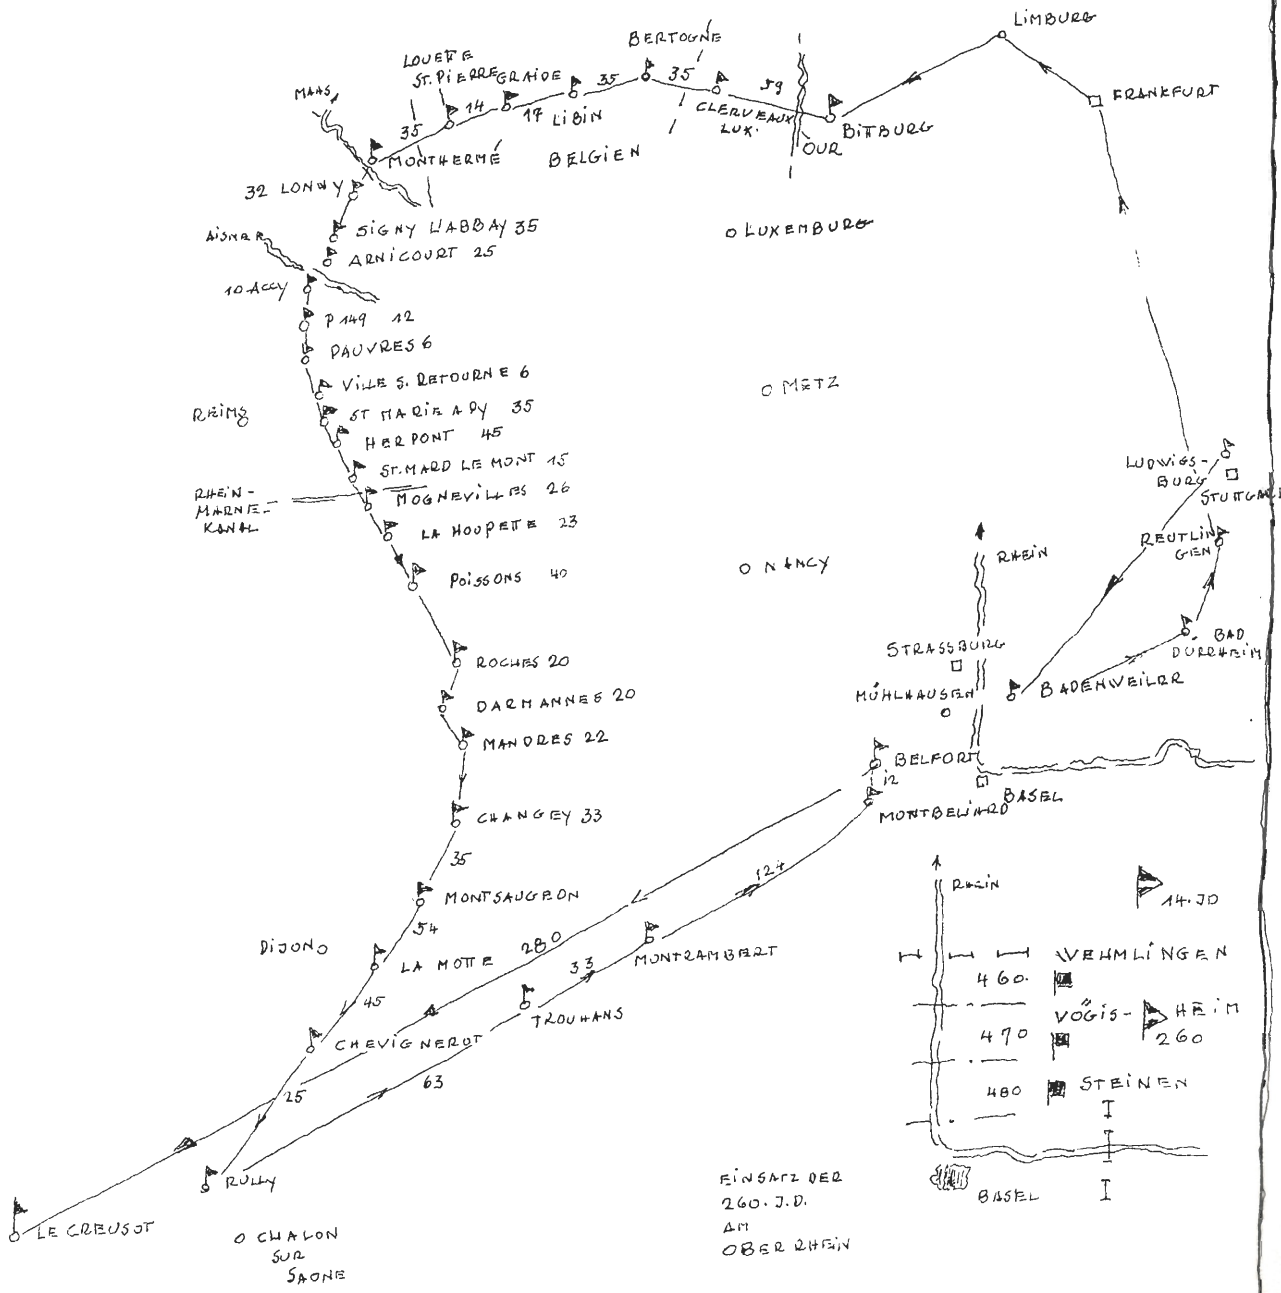 LIMBURG
BERTOGNE
LOUETTE
ST. PIERRE
GRAIDE
35
35
59
FRANKFURT
MAAS
14
17
LIBIN
CLERVEAUX
LUX.
BITBURG
35
MONTHERMÉ
BELGIEN
OUR
32 LONNY
SIGNY L'ABBAY 35
LUXEMBURG
AISNE
ARNICOURT 25
10 ACCY
P 149 12
PAUVRES 6
VILLE S. RETOURNE 6
METZ
REIMS
ST MARIE A PY 35
HERPONT 45
ST. MARD LE MONT 15
LUDWIGS-
BURG
STUTTGART
RHEIN-
MARNE-
KANAL
MOGNEVILLES 26
LA HOUPETTE 23
REUTLIN
GEN
RHEIN
POISSONS 40
NANCY
STRASSBURG
BAD
DÜRRHEIM
ROCHES 20
DARMANNES 20
MÜHLHAUSEN
BADENWEILER
MANDRES 22
BELFORT
12
BASEL
CHANGEY 33
MONTBELIARD
35
124
RHEIN
14. JD
MONTSAUGEON
54
DIJON
LA MOTTE
280
33
MONTRAMBERT
WEHMLINGEN
460
45
TROUHANS
VÖGIS-HEIM
260
470
CHEVIGNEROT
63
25
480
STEINEN
RULLY
EINSATZ DER
260. J.D.
AM
OBER RHEIN
BASEL
LE CREUSOT
CHALON
SUR
SAONE